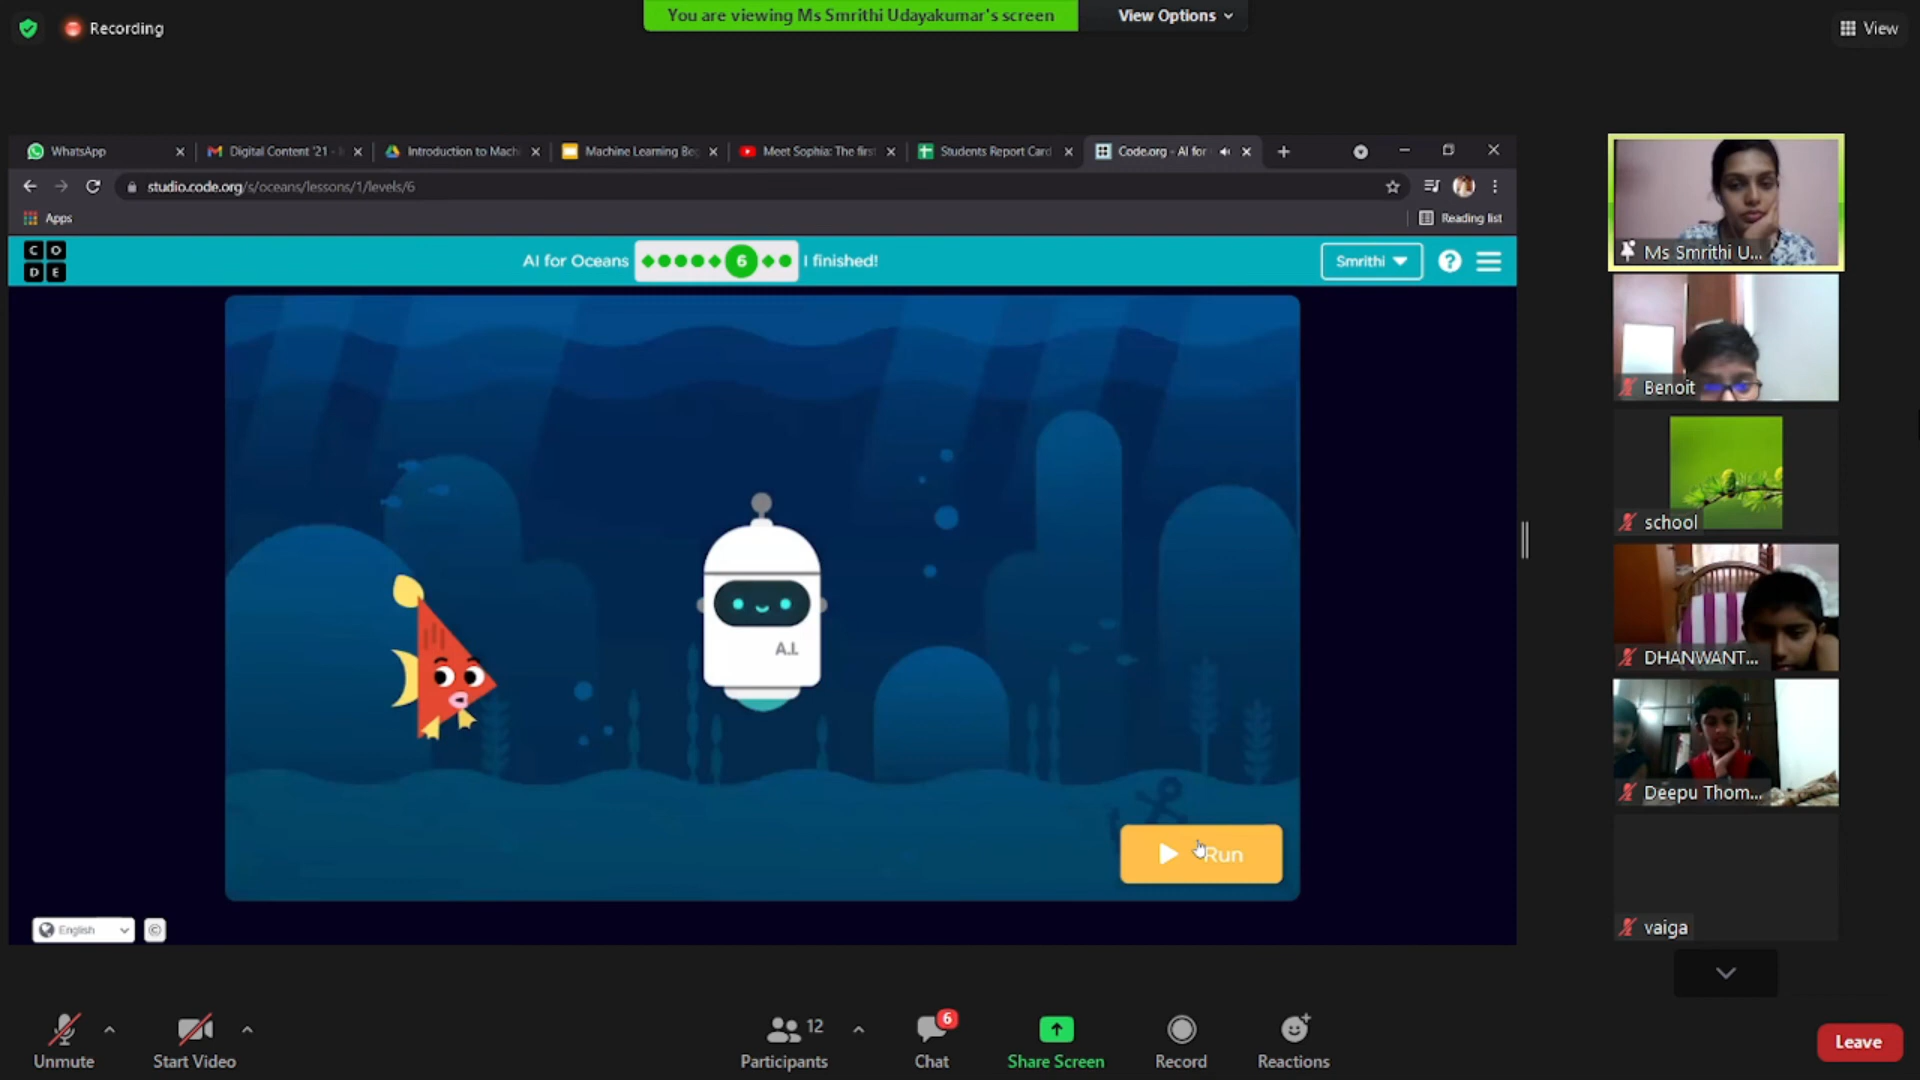 Recording
You are viewing Ms Smrithi Udayakumar's screen
View Options
View
WhatsApp
Digital Content '21 -
Introduction to Machi
Machine Learning Beg
Meet Sophia: The first
Students Report Card
Code.org - AI for
studio.code.org/s/oceans/lessons/1/levels/6
Apps
Reading list
CODE
AI for Oceans
6
I finished!
Smrithi
?
A.I.
Run
English
©
Ms Smrithi U...
Benoit
school
DHANWANT...
Deepu Thom...
vaiga
Unmute
Start Video
12
Participants
6
Chat
Share Screen
Record
Reactions
Leave